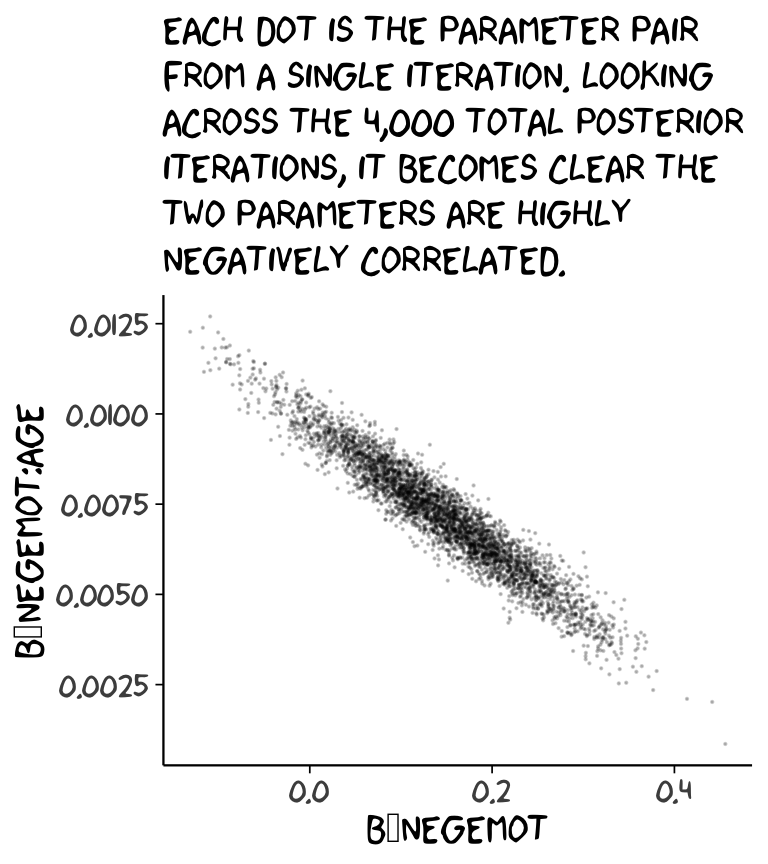 EACH DOT IS THE PARAMETER PAIR
FROM A SINGLE ITERATION. LOOKING
ACROSS THE 4,000 TOTAL POSTERIOR
ITERATIONS, IT BECOMES CLEAR THE
TWO PARAMETERS ARE HIGHLY
NEGATIVELY CORRELATED.
0.0125
0.0100
0.0075
0.0050
0.0025
B▯NEGEMOT:AGE
0.0
0.2
0.4
B▯NEGEMOT